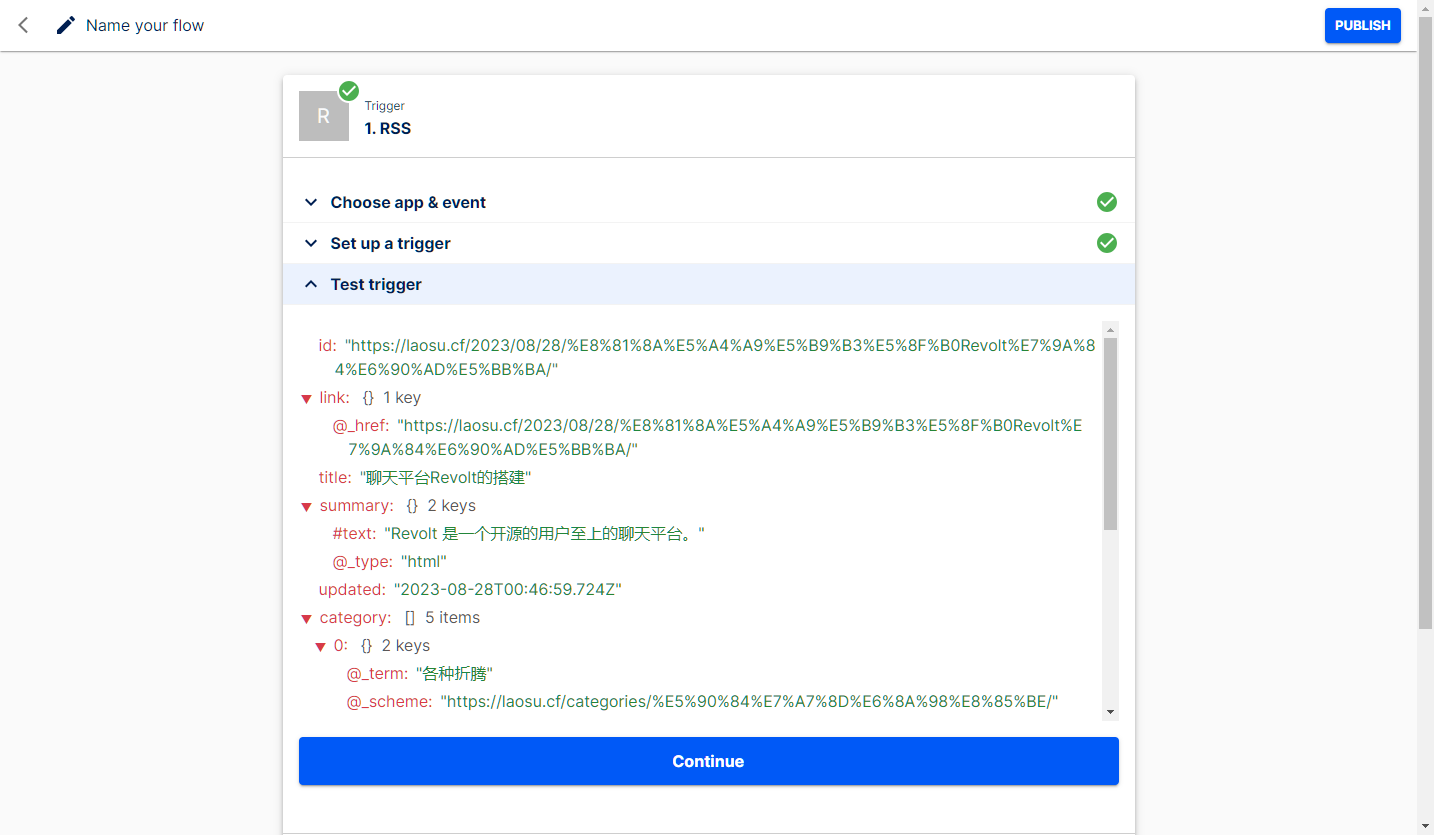 Name your flow
PUBLISH
R
Trigger
1. RSS
Choose app & event
Set up a trigger
Test trigger
id: "https://laosu.cf/2023/08/28/%E8%81%8A%E5%A4%A9%E5%B9%B3%E5%8F%B0Revolt%E7%9A%8
4%E6%90%AD%E5%BB%BA/"
link: {} 1 key
@_href: "https://laosu.cf/2023/08/28/%E8%81%8A%E5%A4%A9%E5%B9%B3%E5%8F%B0Revolt%E
7%9A%84%E6%90%AD%E5%BB%BA/"
title: "聊天平台Revolt的搭建"
summary: {} 2 keys
#text: "Revolt 是一个开源的用户至上的聊天平台。"
@_type: "html"
updated: "2023-08-28T00:46:59.724Z"
category: [] 5 items
0: {} 2 keys
@_term: "各种折腾"
@_scheme: "https://laosu.cf/categories/%E5%90%84%E7%A7%8D%E6%8A%98%E8%85%BE/"
Continue